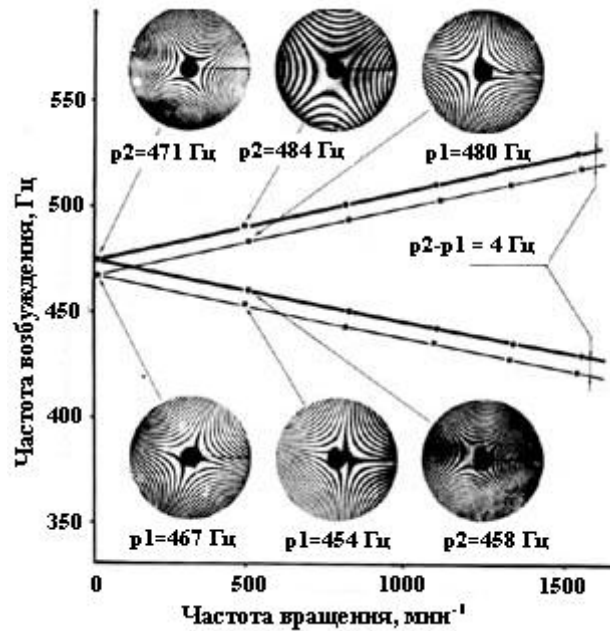 550
p2=471 Гц
p2=484 Гц
p1=480 Гц
500
p2-p1 = 4 Гц
450
400
p1=467 Гц
p1=454 Гц
p2=458 Гц
350
0
500
1000
1500
Частота возбуждения, Гц
Частота вращения, мин-1